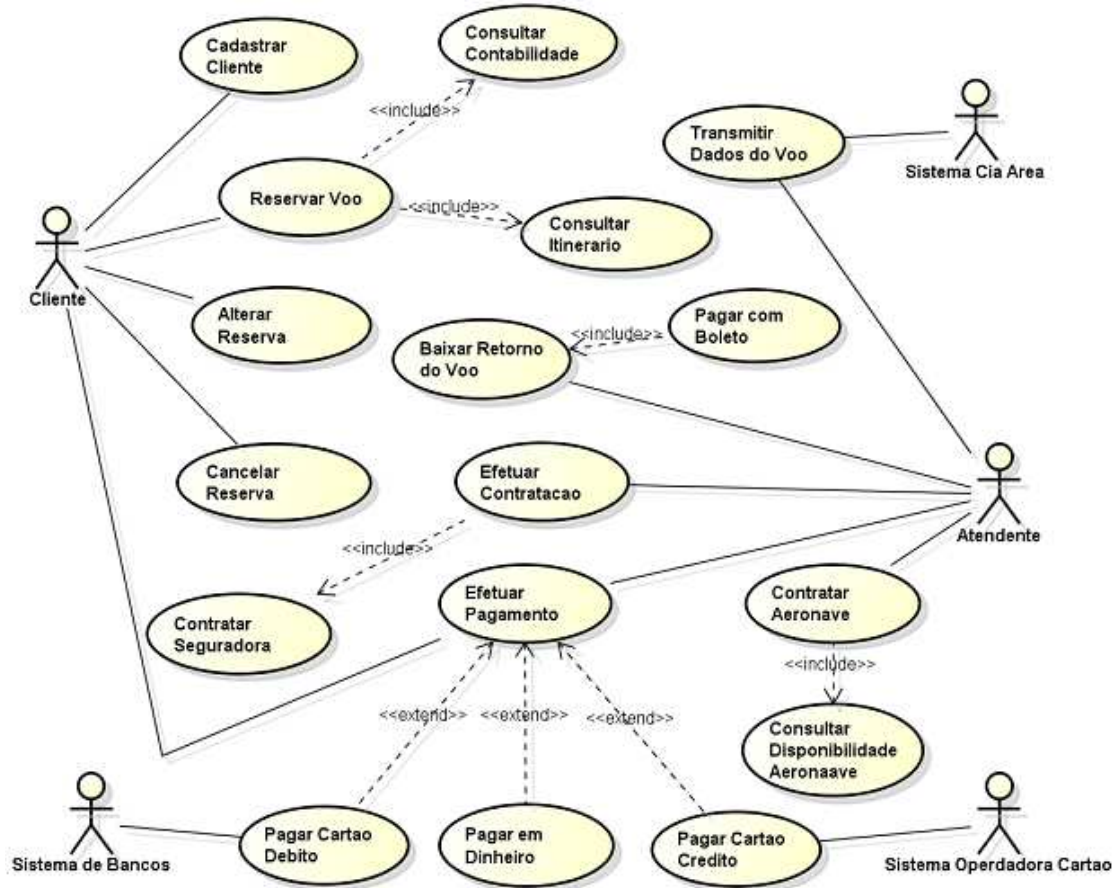 Cadastrar
Cliente
Consultar
Contabilidade
<<include>>
Transmitir
Dados do Voo
Sistema Cia Area
Reservar Voo
<<include>>
Consultar
Itinerario
Cliente
Alterar
Reserva
Pagar com
Boleto
<<include>>
Baixar Retorno
do Voo
Cancelar
Reserva
Efetuar
Contratacao
Atendente
<<include>>
Contratar
Seguradora
Efetuar
Pagamento
Contratar
Aeronave
<<include>>
<<extend>>
<<extend>>
<<extend>>
Consultar
Disponibilidade
Aeronaave
Sistema de Bancos
Pagar Cartao
Debito
Pagar em
Dinheiro
Pagar Cartao
Credito
Sistema Operdadora Cartao